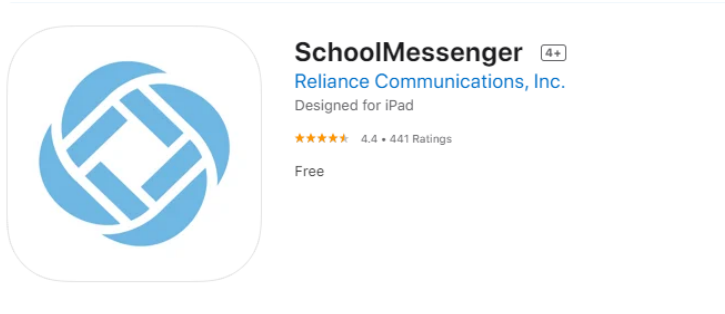 SchoolMessenger 4+
Reliance Communications, Inc.
Designed for iPad
4.4 • 441 Ratings
Free